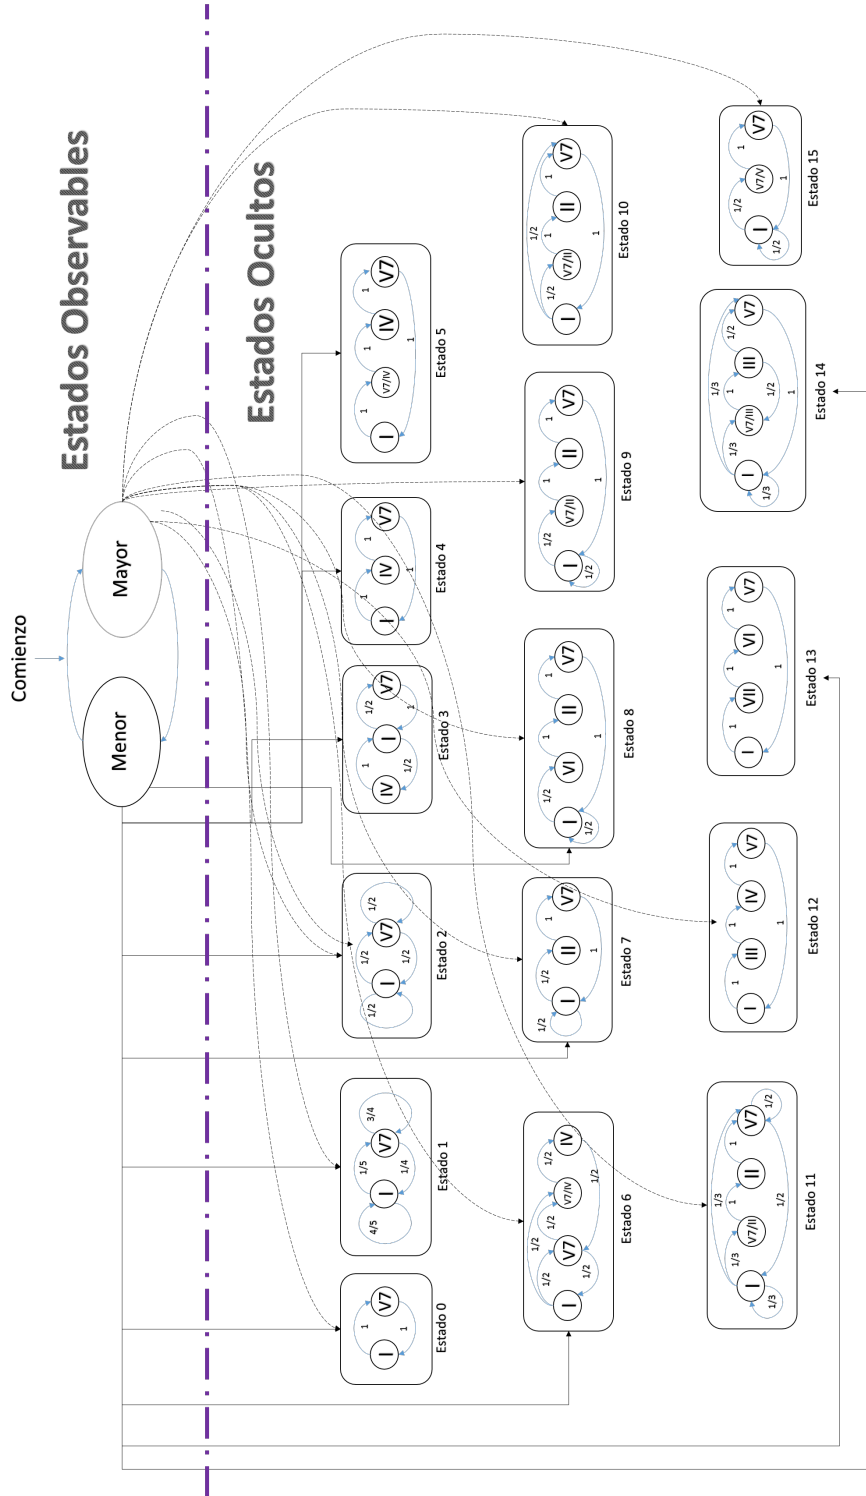 Comienzo
Menor
Mayor
Estados Observables
Estados Ocultos
1
I V7
1
Estado 0
1/5 3/4
I V7
4/5 1/4
Estado 1
1/2 1/2 1/2
I V7
1/2
Estado 2
1 1/2
IV I V7
1/2 1
Estado 3
1 1
I IV V7
1
Estado 4
1 1 1
I V7/IV IV V7
1
Estado 5
1/2
1/2 1/2 1/2
I V7 V7/IV IV
1/2 1/2
Estado 6
1/2 1/2 1
I II V7
1
Estado 7
1/2 1 1
I VI II V7
1/2 1
Estado 8
1/2 1 1
I V7/II II V7
1/2 1
Estado 9
1/2
1/2 1 1
I V7/II II V7
1
Estado 10
1/3
1/3 1 1
I V7/II II V7
1/3 1/2 1/2
Estado 11
1 1 1
I III IV V7
1
Estado 12
1 1 1
I VII VI V7
1
Estado 13
1/3
1/3 1 1/2
I V7/III III V7
1/3 1/2 1
Estado 14
1/2 1
I V7/V V7
1/2 1
Estado 15